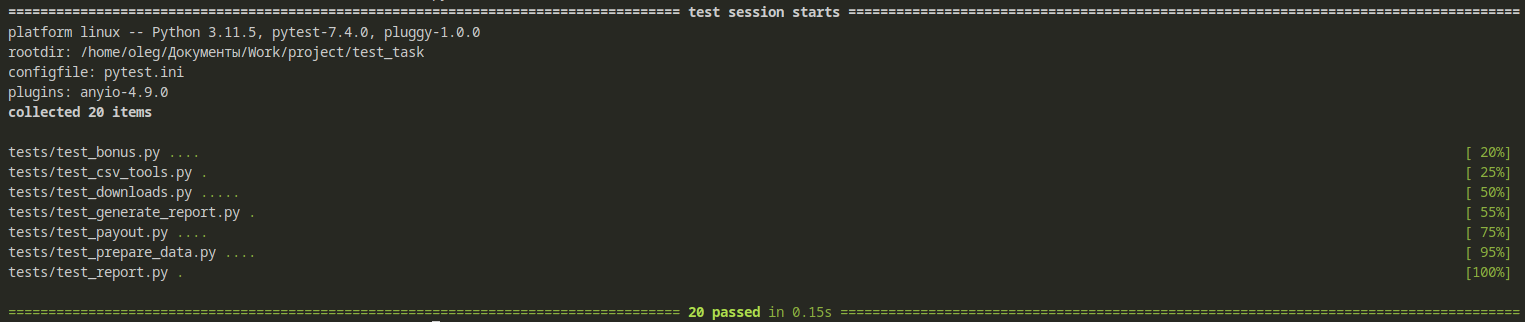 ==================================================================================== test session starts ====================================================================================
platform linux -- Python 3.11.5, pytest-7.4.0, pluggy-1.0.0
rootdir: /home/oleg/Документы/Work/project/test_task
configfile: pytest.ini
plugins: anyio-4.9.0
collected 20 items
tests/test_bonus.py .... [ 20%]
tests/test_csv_tools.py . [ 25%]
tests/test_downloads.py ..... [ 50%]
tests/test_generate_report.py . [ 55%]
tests/test_payout.py .... [ 75%]
tests/test_prepare_data.py .... [ 95%]
tests/test_report.py . [100%]
==================================================================================== 20 passed in 0.15s =====================================================================================